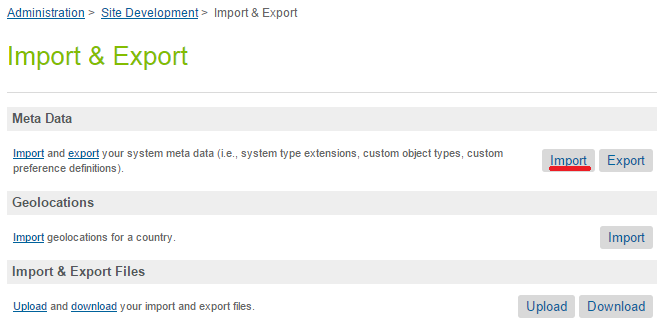 Administration > Site Development > Import & Export
Import & Export
Meta Data
Import and export your system meta data (i.e., system type extensions, custom object types, custom
preference definitions).
Import Export
Geolocations
Import geolocations for a country.
Import
Import & Export Files
Upload and download your import and export files.
Upload Download